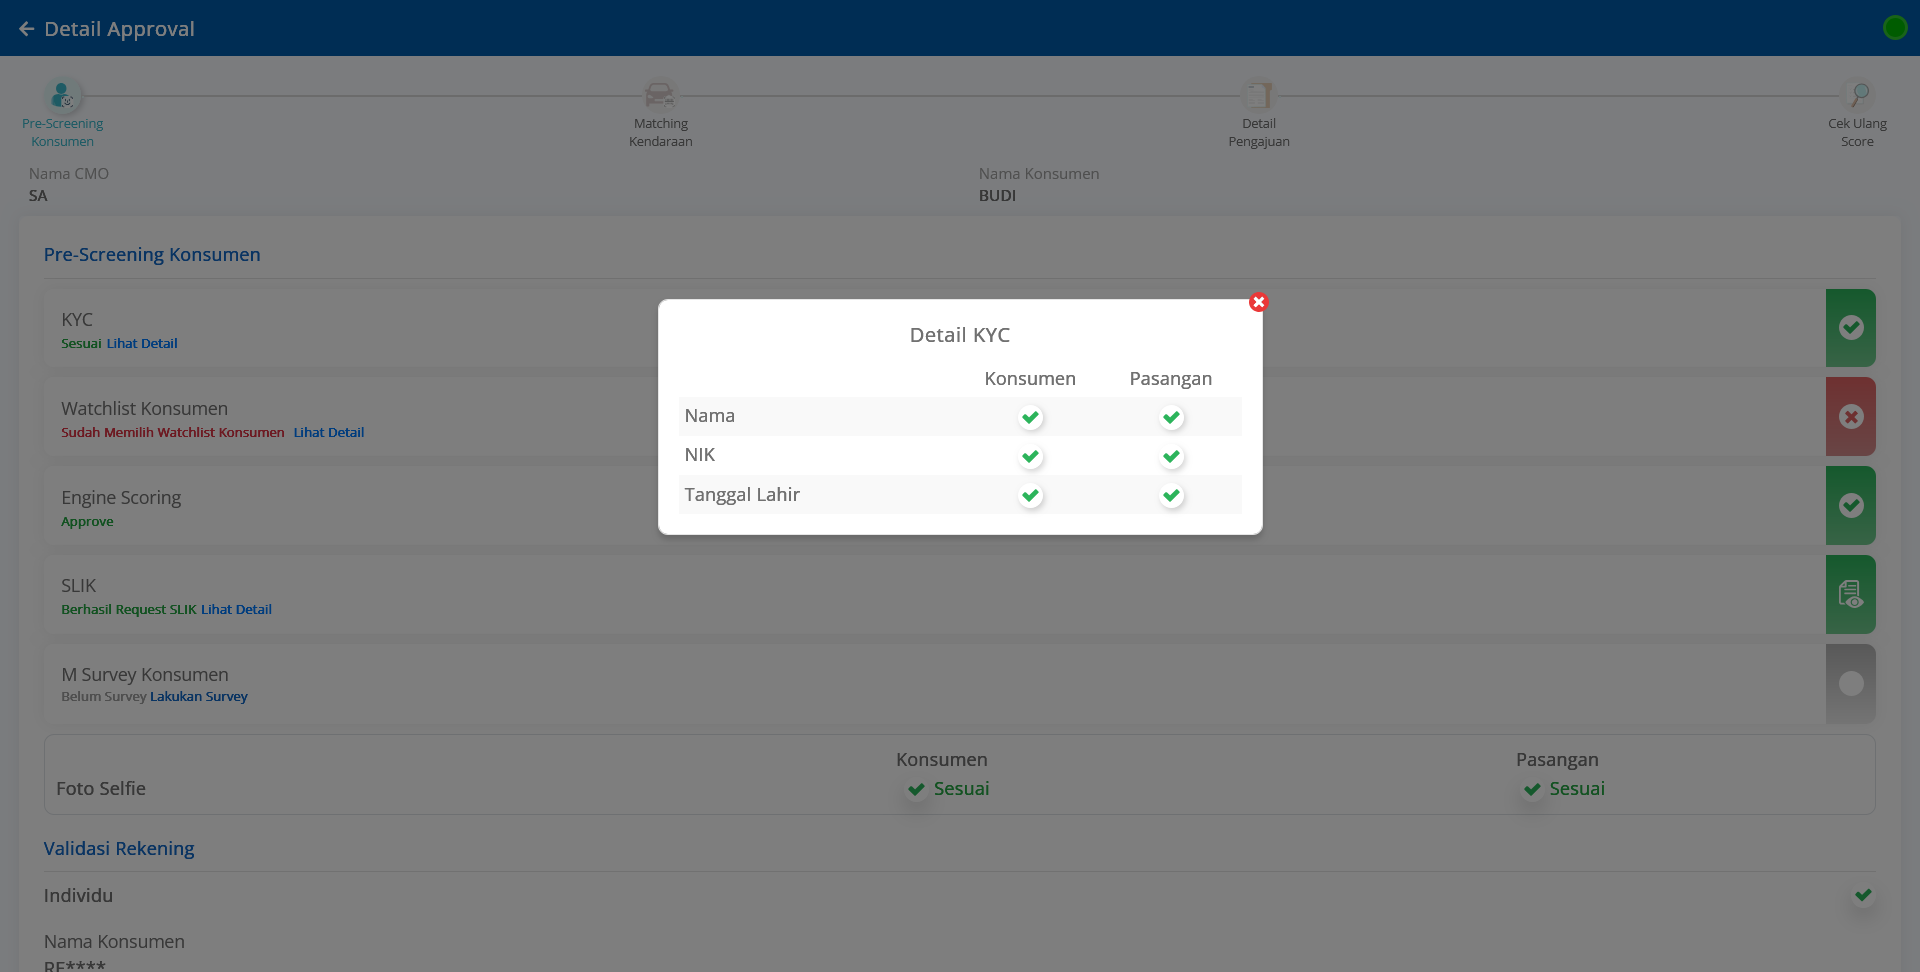 Detail Approval
Pre-Screening
Konsumen
Matching
Kendaraan
Detail
Pengajuan
Cek Ulang
Score
Nama CMO
SA
Nama Konsumen
BUDI
Pre-Screening Konsumen
KYC
Sesuai Lihat Detail
Watchlist Konsumen
Sudah Memilih Watchlist Konsumen Lihat Detail
Engine Scoring
Approve
SLIK
Berhasil Request SLIK Lihat Detail
M Survey Konsumen
Belum Survey Lakukan Survey
Detail KYC
Konsumen Pasangan
Nama
NIK
Tanggal Lahir
Konsumen Pasangan
Foto Selfie Sesuai Sesuai
Validasi Rekening
Individu
Nama Konsumen
RE****